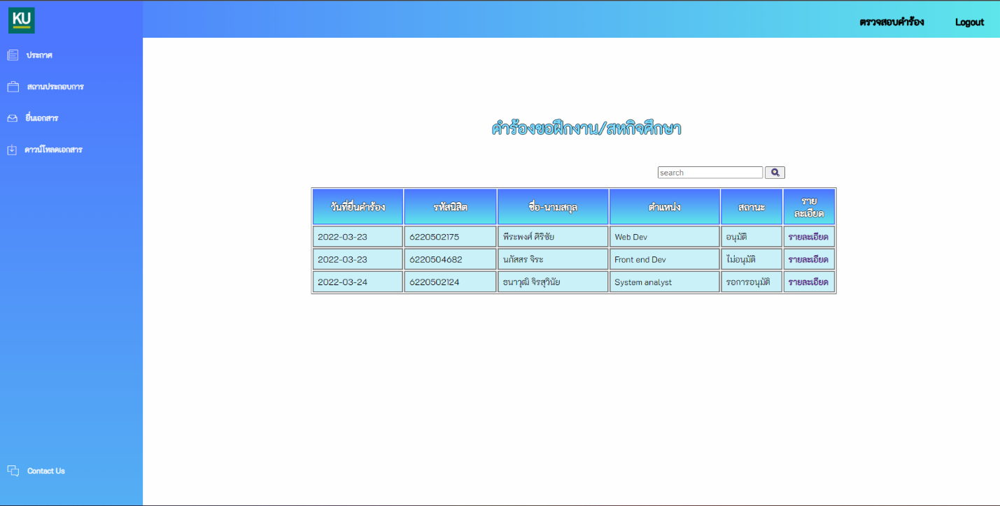 KU
ตรวจสอบคำร้อง Logout
ประกาศ
สถานประกอบการ
ยื่นเอกสาร
ดาวน์โหลดเอกสาร
คำร้องขอฝึกงาน/สหกิจศึกษา
search
วันที่ยื่นคำร้อง รหัสนิสิต ชื่อ-นามสกุล ตำแหน่ง สถานะ ราย
ละเอียด
2022-03-23 6220502175 พีระพงศ์ ศิริชัย Web Dev อนุมัติ รายละเอียด
2022-03-23 6220504682 นภัสสร จิระ Front end Dev ไม่อนุมัติ รายละเอียด
2022-03-24 6220502124 ธนาวุฒิ จิรสุวินัย System analyst รอการอนุมัติ รายละเอียด
Contact Us